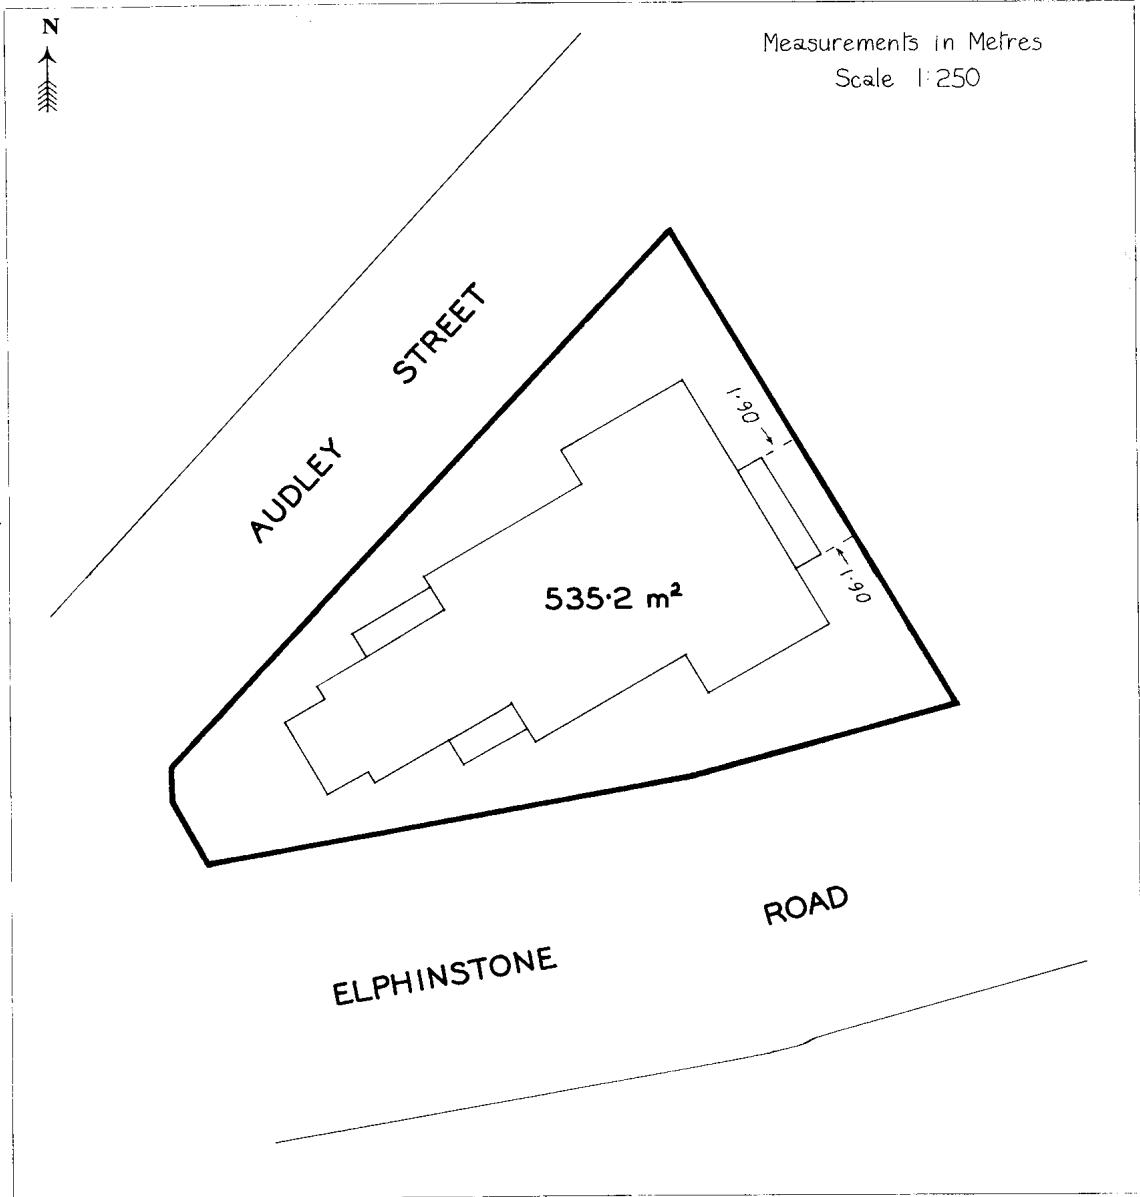 N
Measurements in Metres
Scale 1:250
AUDLEY STREET
1·90
1·90
535·2 m²
ELPHINSTONE ROAD